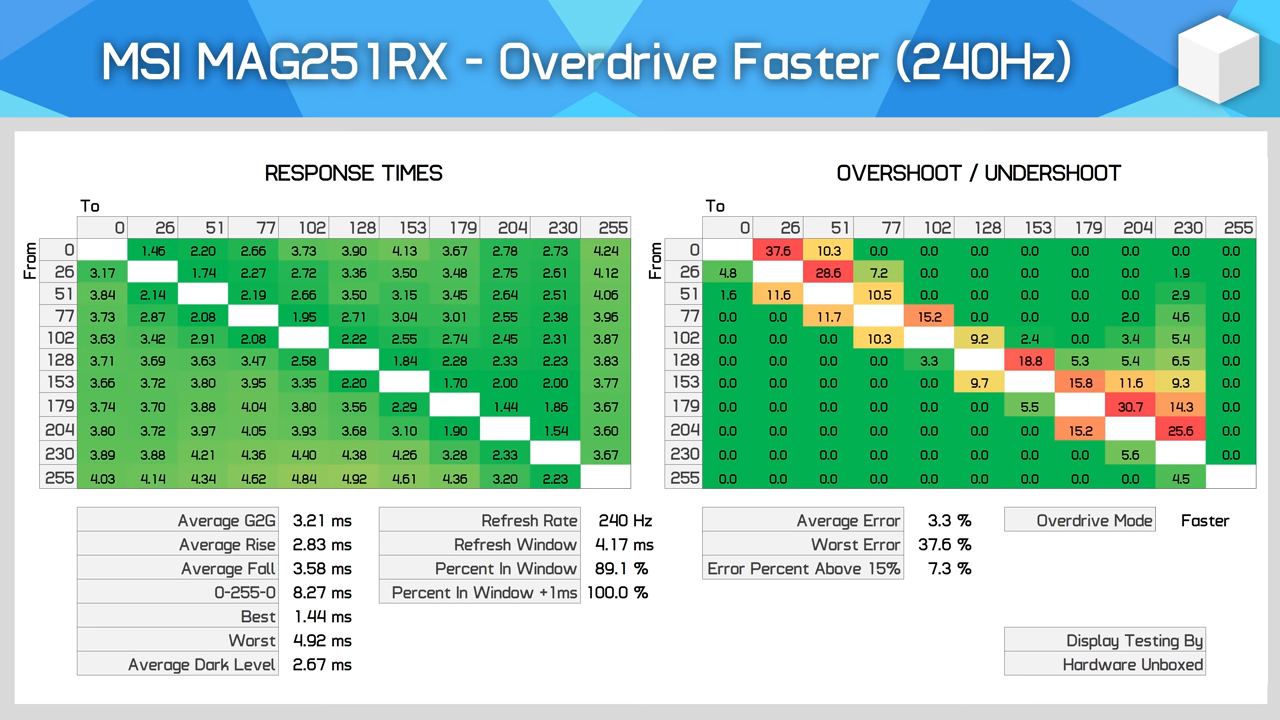 MSI MAG251RX - Overdrive Faster (240Hz)
RESPONSE TIMES
To
From
0 26 51 77 102 128 153 179 204 230 255
0 1.46 2.20 2.66 3.73 3.90 4.13 3.67 2.78 2.73 4.24
26 3.17 1.74 2.27 2.72 3.36 3.50 3.48 2.75 2.61 4.12
51 3.84 2.14 2.19 2.66 3.50 3.15 3.45 2.64 2.51 4.06
77 3.73 2.87 2.08 1.95 2.71 3.04 3.01 2.55 2.38 3.96
102 3.63 3.42 2.91 2.08 2.22 2.55 2.74 2.45 2.31 3.87
128 3.71 3.69 3.63 3.47 2.58 1.84 2.28 2.33 2.23 3.83
153 3.66 3.72 3.80 3.95 3.35 2.20 1.70 2.00 2.00 3.77
179 3.74 3.70 3.88 4.04 3.80 3.56 2.29 1.44 1.86 3.67
204 3.80 3.72 3.97 4.05 3.93 3.68 3.10 1.90 1.54 3.60
230 3.89 3.88 4.21 4.36 4.40 4.38 4.26 3.28 2.33 3.67
255 4.03 4.14 4.34 4.62 4.84 4.92 4.61 4.36 3.20 2.23
OVERSHOOT / UNDERSHOOT
To
From
0 26 51 77 102 128 153 179 204 230 255
0 37.6 10.3 0.0 0.0 0.0 0.0 0.0 0.0 0.0 0.0
26 4.8 28.6 7.2 0.0 0.0 0.0 0.0 0.0 1.9 0.0
51 1.6 11.6 10.5 0.0 0.0 0.0 0.0 0.0 2.9 0.0
77 0.0 0.0 11.7 15.2 0.0 0.0 0.0 2.0 4.6 0.0
102 0.0 0.0 0.0 10.3 9.2 2.4 0.0 3.4 5.4 0.0
128 0.0 0.0 0.0 0.0 3.3 18.8 5.3 5.4 6.5 0.0
153 0.0 0.0 0.0 0.0 0.0 9.7 15.8 11.6 9.3 0.0
179 0.0 0.0 0.0 0.0 0.0 0.0 5.5 30.7 14.3 0.0
204 0.0 0.0 0.0 0.0 0.0 0.0 0.0 15.2 25.6 0.0
230 0.0 0.0 0.0 0.0 0.0 0.0 0.0 0.0 5.6 0.0
255 0.0 0.0 0.0 0.0 0.0 0.0 0.0 0.0 0.0 4.5
Average G2G 3.21 ms
Average Rise 2.83 ms
Average Fall 3.58 ms
0-255-0 8.27 ms
Best 1.44 ms
Worst 4.92 ms
Average Dark Level 2.67 ms
Refresh Rate 240 Hz
Refresh Window 4.17 ms
Percent In Window 89.1 %
Percent In Window +1ms 100.0 %
Average Error 3.3 %
Worst Error 37.6 %
Error Percent Above 15% 7.3 %
Overdrive Mode Faster
Display Testing By
Hardware Unboxed